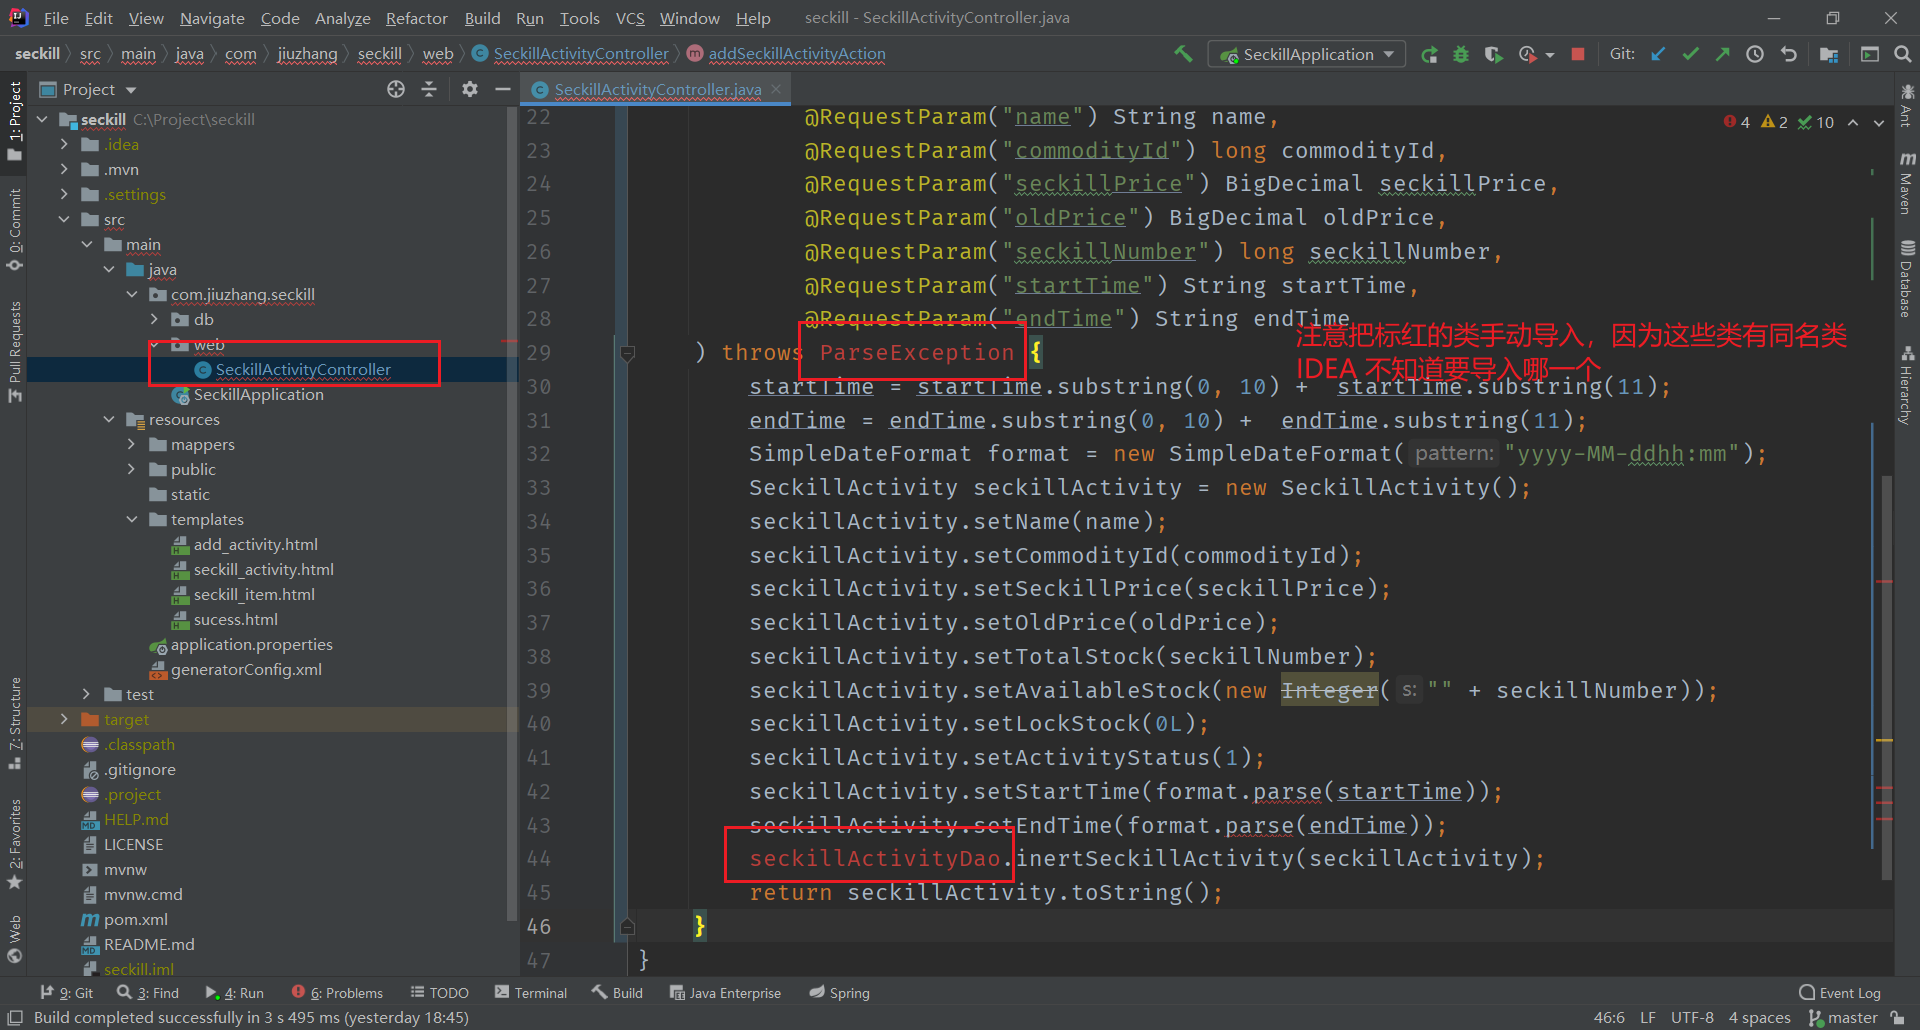 File Edit View Navigate Code Analyze Refactor Build Run Tools VCS Window Help seckill - SeckillActivityController.java
seckill src main java com jiuzhang seckill web SeckillActivityController addSeckillActivityAction SeckillApplication Git:
Project SeckillActivityController.java
1: Project
0: Commit
Pull Requests
7: Structure
2: Favorites
Web
seckill C:\Project\seckill
.idea
.mvn
.settings
src
main
java
com.jiuzhang.seckill
db
web
SeckillActivityController
SeckillApplication
resources
mappers
public
static
templates
add_activity.html
seckill_activity.html
seckill_item.html
sucess.html
application.properties
generatorConfig.xml
test
target
.classpath
.gitignore
.project
HELP.md
LICENSE
mvnw
mvnw.cmd
pom.xml
README.md
seckill.iml
4 2 10
22 @RequestParam("name") String name,
23 @RequestParam("commodityId") long commodityId,
24 @RequestParam("seckillPrice") BigDecimal seckillPrice,
25 @RequestParam("oldPrice") BigDecimal oldPrice,
26 @RequestParam("seckillNumber") long seckillNumber,
27 @RequestParam("startTime") String startTime,
28 @RequestParam("endTime") String endTime
注意把标红的类手动导入，因为这些类有同名类
IDEA 不知道要导入哪一个
29 ) throws ParseException {
30 startTime = startTime.substring(0, 10) + startTime.substring(11);
31 endTime = endTime.substring(0, 10) + endTime.substring(11);
32 SimpleDateFormat format = new SimpleDateFormat( pattern: "yyyy-MM-ddhh:mm");
33 SeckillActivity seckillActivity = new SeckillActivity();
34 seckillActivity.setName(name);
35 seckillActivity.setCommodityId(commodityId);
36 seckillActivity.setSeckillPrice(seckillPrice);
37 seckillActivity.setOldPrice(oldPrice);
38 seckillActivity.setTotalStock(seckillNumber);
39 seckillActivity.setAvailableStock(new Integer( s: "" + seckillNumber));
40 seckillActivity.setLockStock(0L);
41 seckillActivity.setActivityStatus(1);
42 seckillActivity.setStartTime(format.parse(startTime));
43 seckillActivity.setEndTime(format.parse(endTime));
44 seckillActivityDao.inertSeckillActivity(seckillActivity);
45 return seckillActivity.toString();
46 }
47 }
Ant
Maven
Database
Hierarchy
9: Git 3: Find 4: Run 6: Problems TODO Terminal Build Java Enterprise Spring Event Log
Build completed successfully in 3 s 495 ms (yesterday 18:45) 46:6 LF UTF-8 4 spaces master